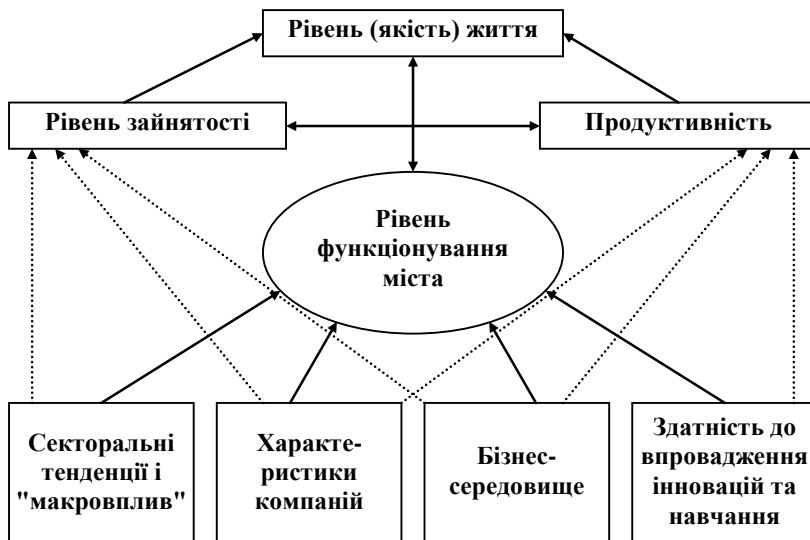 Рівень (якість) життя
Рівень зайнятості
Продуктивність
Рівень
функціонування
міста
Секторальні
тенденції і
"макровплив"
Характе-
ристики
компаній
Бізнес-
середовище
Здатність до
впровадження
інновацій та
навчання